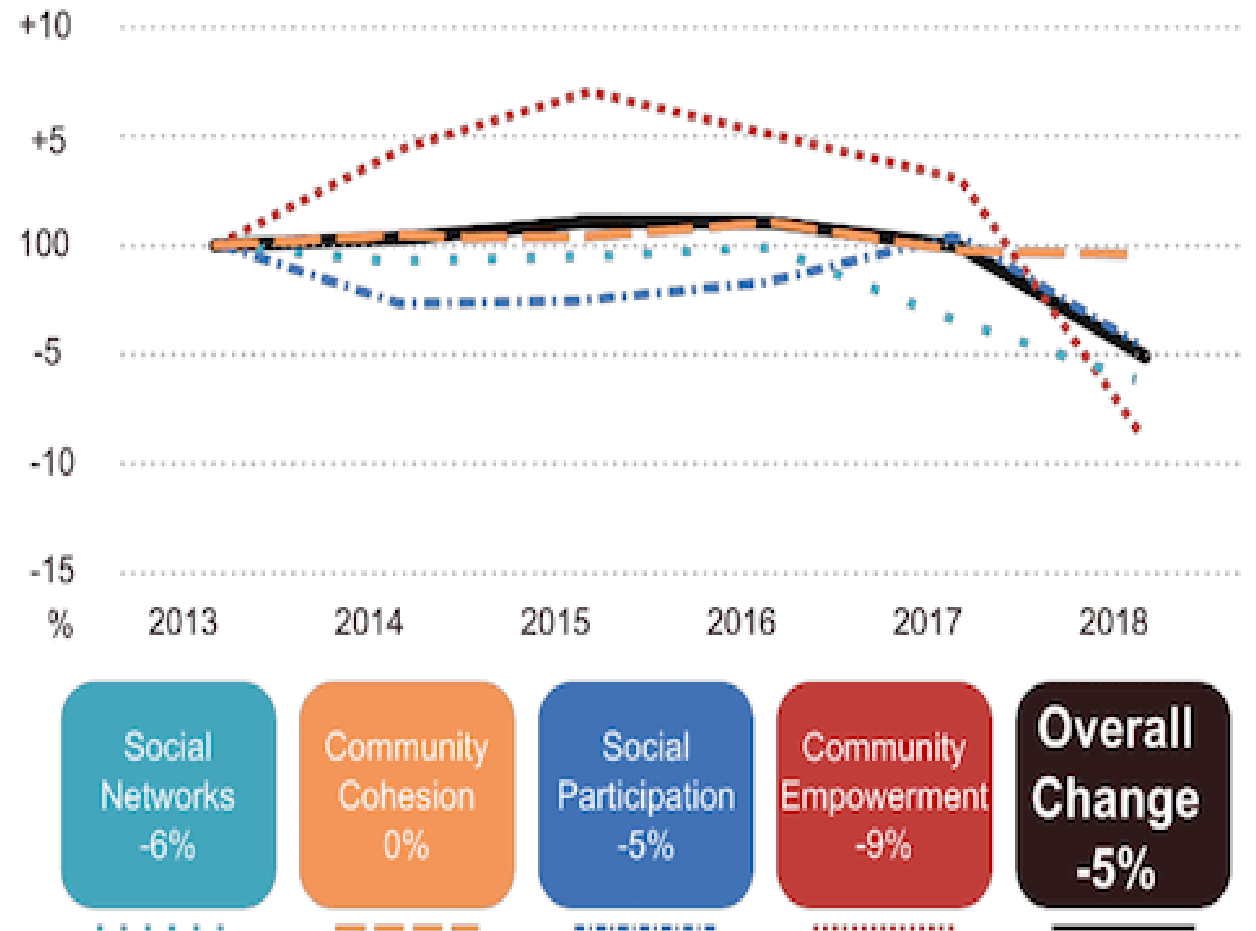 +10
+5
100
-5
-10
-15
% 2013 2014 2015 2016 2017 2018
Social
Networks
-6%
Community
Cohesion
0%
Social
Participation
-5%
Community
Empowerment
-9%
Overall
Change
-5%